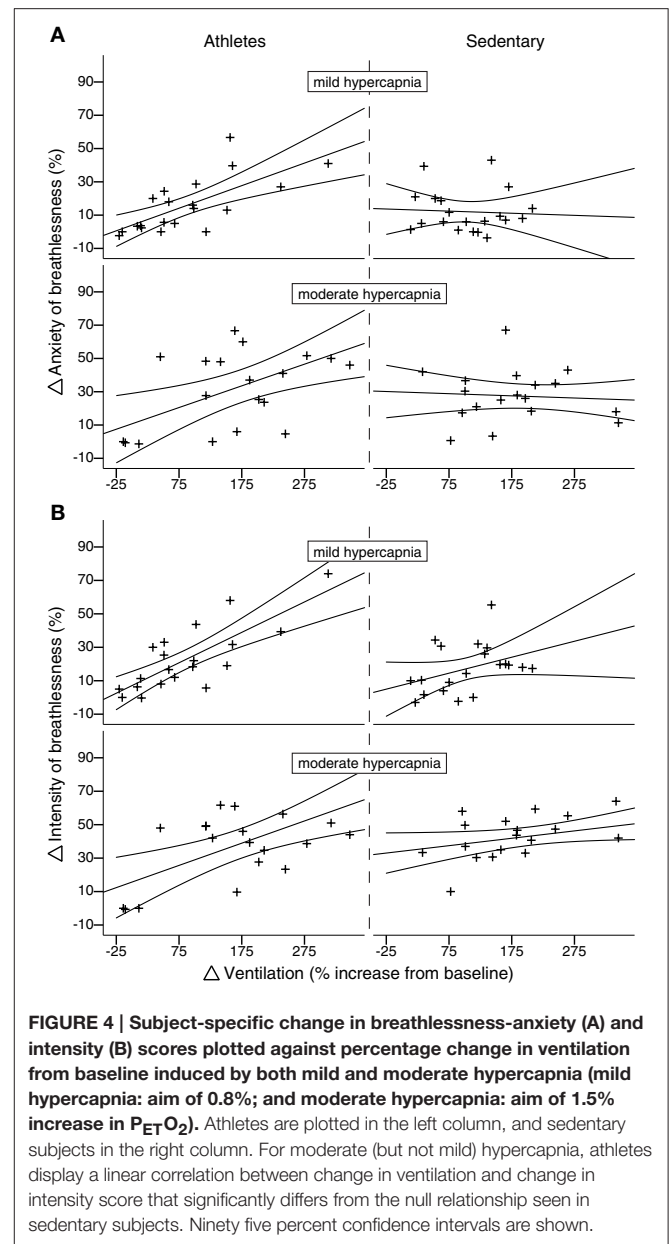 A
Athletes
Sedentary
mild hypercapnia
90
70
50
30
10
-10
moderate hypercapnia
90
70
50
30
10
-10
△ Anxiety of breathlessness (%)
-25 75 175 275 -25 75 175 275
B
mild hypercapnia
90
70
50
30
10
-10
moderate hypercapnia
90
70
50
30
10
-10
△ Intensity of breathlessness (%)
-25 75 175 275 -25 75 175 275
△ Ventilation (% increase from baseline)
FIGURE 4 | Subject-specific change in breathlessness-anxiety (A) and
intensity (B) scores plotted against percentage change in ventilation
from baseline induced by both mild and moderate hypercapnia (mild
hypercapnia: aim of 0.8%; and moderate hypercapnia: aim of 1.5%
increase in PETO2). Athletes are plotted in the left column, and sedentary
subjects in the right column. For moderate (but not mild) hypercapnia, athletes
display a linear correlation between change in ventilation and change in
intensity score that significantly differs from the null relationship seen in
sedentary subjects. Ninety five percent confidence intervals are shown.